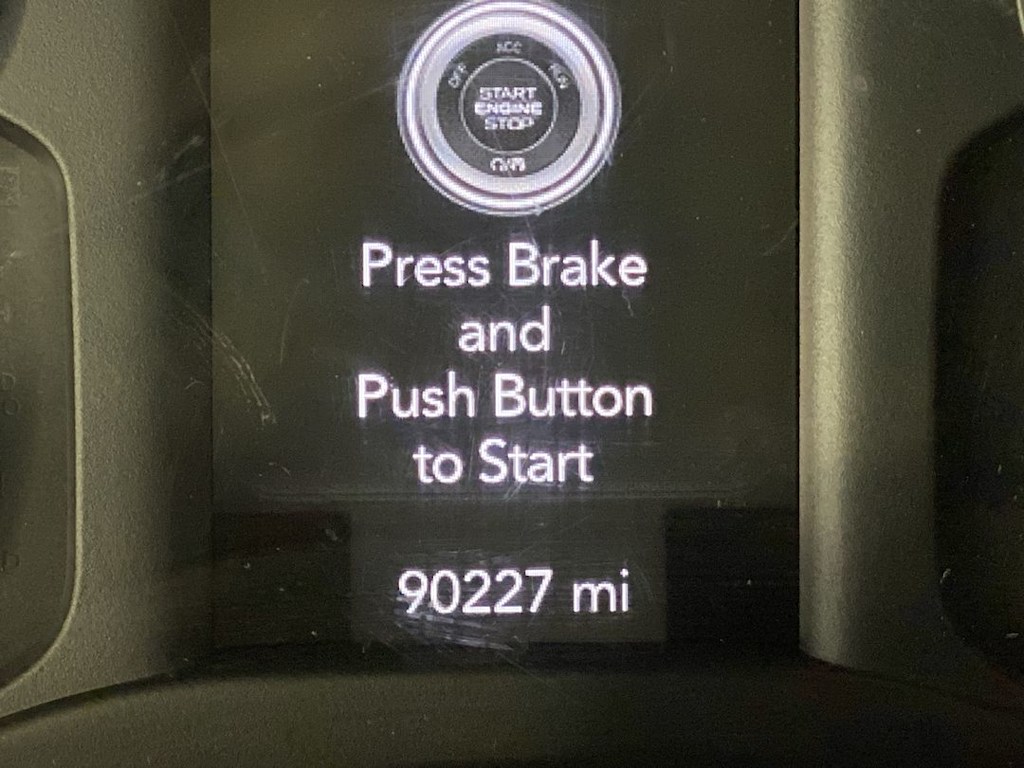 ACC
OFF
RUN
START
ENGINE
STOP
Press Brake
and
Push Button
to Start
90227 mi